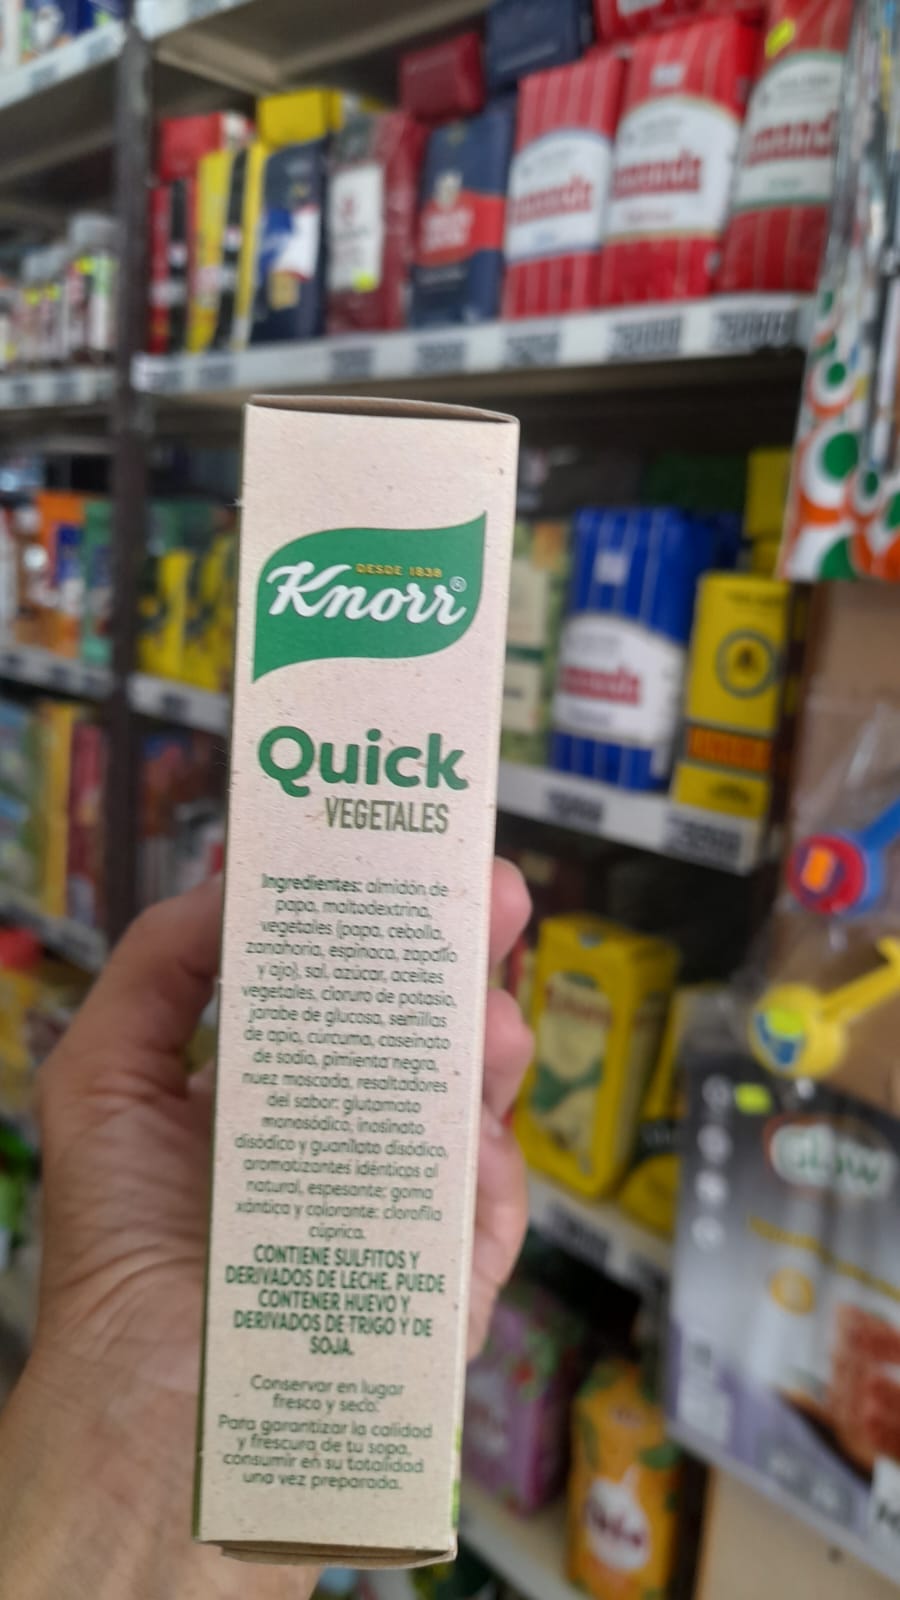 DESDE 1838
Knorr®
Quick
VEGETALES
Ingredientes: almidón de
papa, maltodextrina,
vegetales (papa, cebolla,
zanahoria, espinaca, zapallo
y ajo), sal, azúcar, aceites
vegetales, cloruro de potasio,
jarabe de glucosa, semillas
de apio, cúrcuma, caseinato
de sodio, pimienta negra,
nuez moscada, resaltadores
del sabor: glutamato
monosódico, inosinato
disódico y guanilato disódico,
aromatizantes idénticos al
natural, espesante: goma
xántica y colorante: clorofila
cúprica.
CONTIENE SULFITOS Y
DERIVADOS DE LECHE. PUEDE
CONTENER HUEVO Y
DERIVADOS DE TRIGO Y DE
SOJA.
Conservar en lugar
fresco y seco.
Para garantizar la calidad
y frescura de tu sopa,
consumir en su totalidad
una vez preparada.